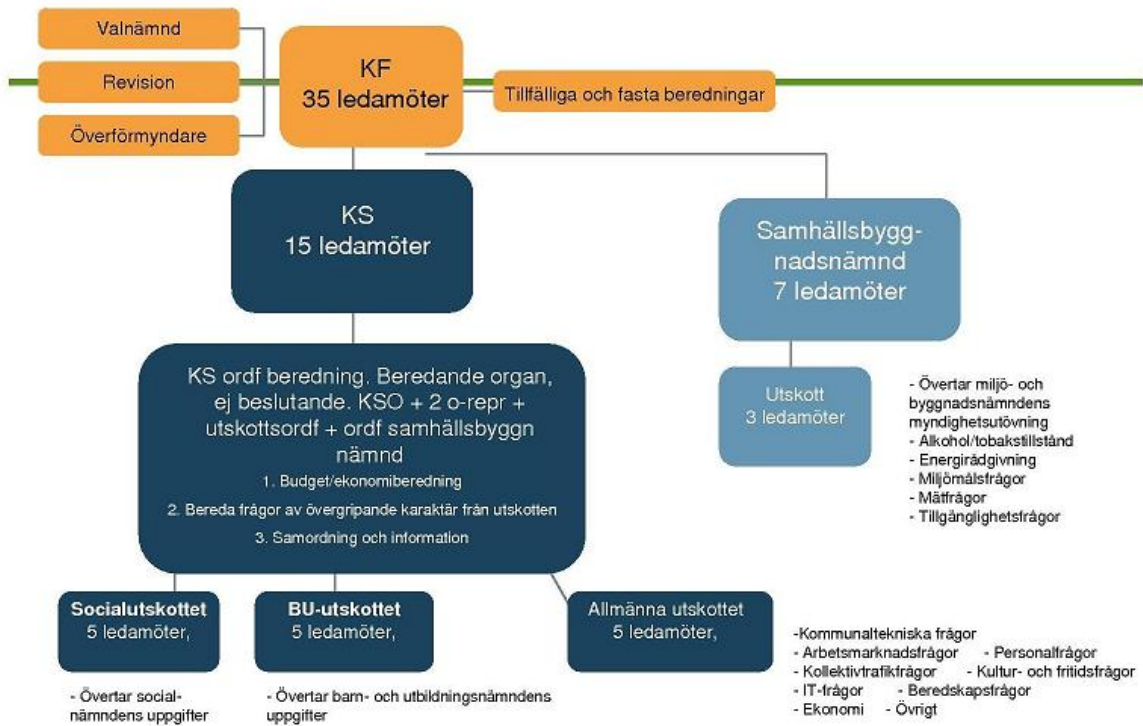 Valnämnd
Revision
Överförmyndare
KF
35 ledamöter
Tillfälliga och fasta beredningar
KS
15 ledamöter
Samhällsbygg-
nadsnämnd
7 ledamöter
KS ordf beredning. Beredande organ,
ej beslutande. KSO + 2 o-repr +
utskottsordf + ordf samhällsbyggn
nämnd
1. Budget/ekonomiberedning
2. Bereda frågor av övergripande karaktär från utskotten
3. Samordning och information
Utskott
3 ledamöter
- Övertar miljö- och
byggnadsnämndens
myndighetsutövning
- Alkohol/tobakstillstånd
- Energirådgivning
- Miljömålsfrågor
- Mätfrågor
- Tillgänglighetsfrågor
Socialutskottet
5 ledamöter,
- Övertar social-
nämndens uppgifter
BU-utskottet
5 ledamöter,
- Övertar barn- och utbildningsnämndens
uppgifter
Allmänna utskottet
5 ledamöter,
-Kommunaltekniska frågor
- Arbetsmarknadsfrågor - Personalfrågor
- Kollektivtrafikfrågor - Kultur- och fritidsfrågor
- IT-frågor - Beredskapsfrågor
- Ekonomi - Övrigt